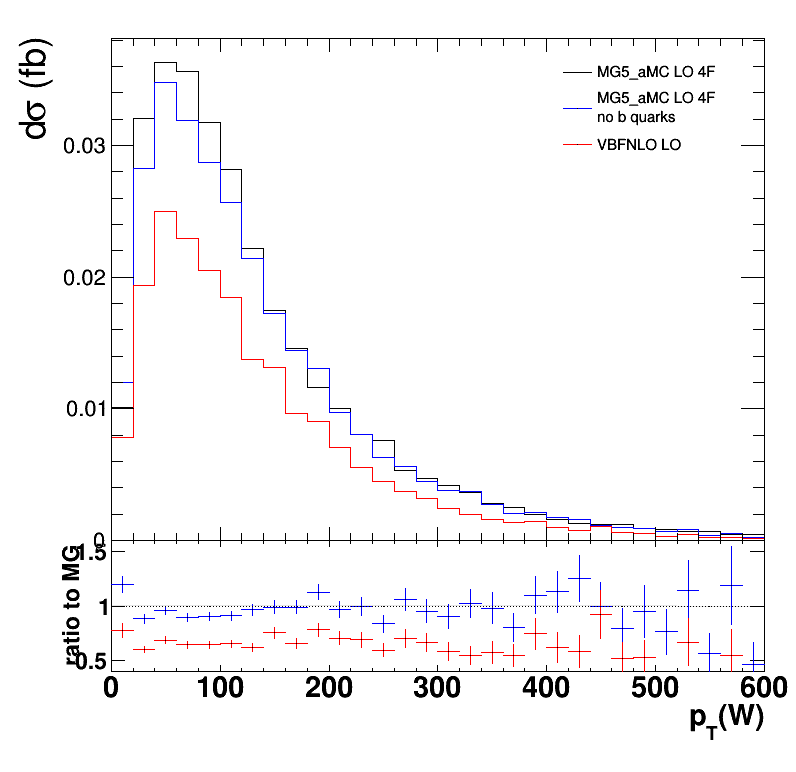 dσ (fb)
MG5_aMC LO 4F
MG5_aMC LO 4F
no b quarks
VBFNLO LO
0.03
0.02
0.01
0
ratio to MG
1.5
1
0.5
0 100 200 300 400 500 600
p_T(W)